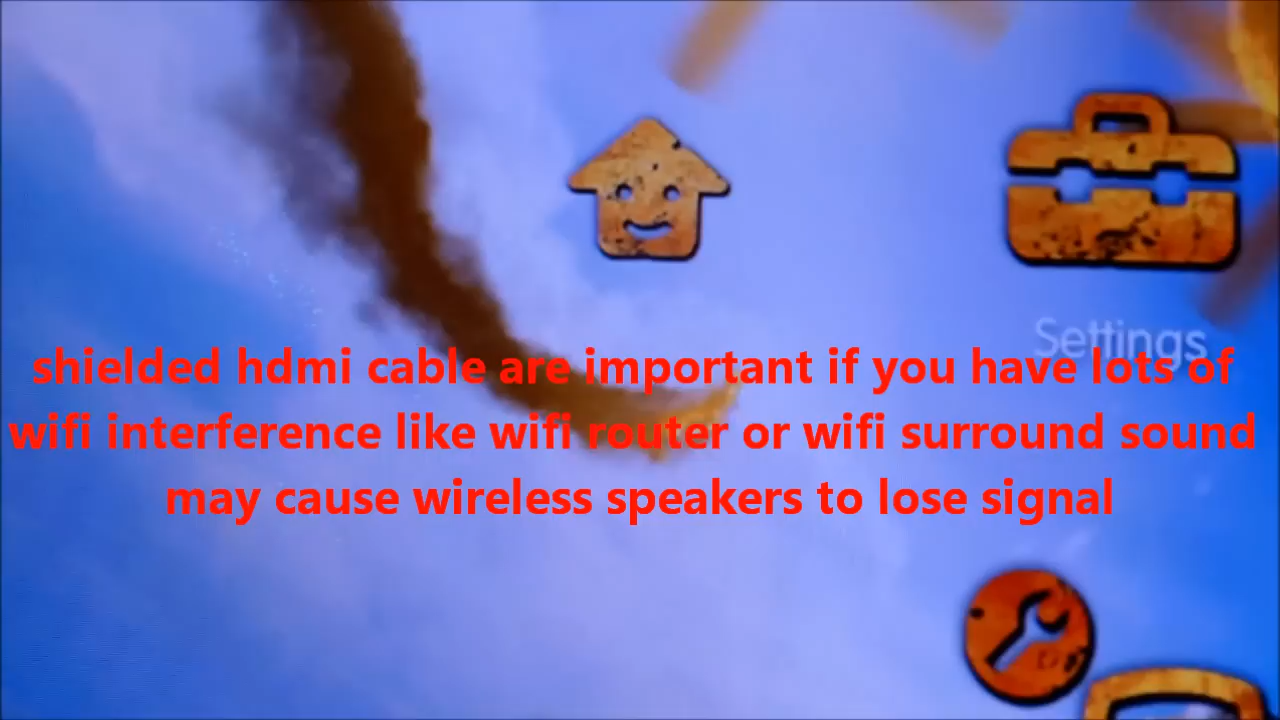 Settings
shielded hdmi cable are important if you have lots of
wifi interference like wifi router or wifi surround sound
may cause wireless speakers to lose signal